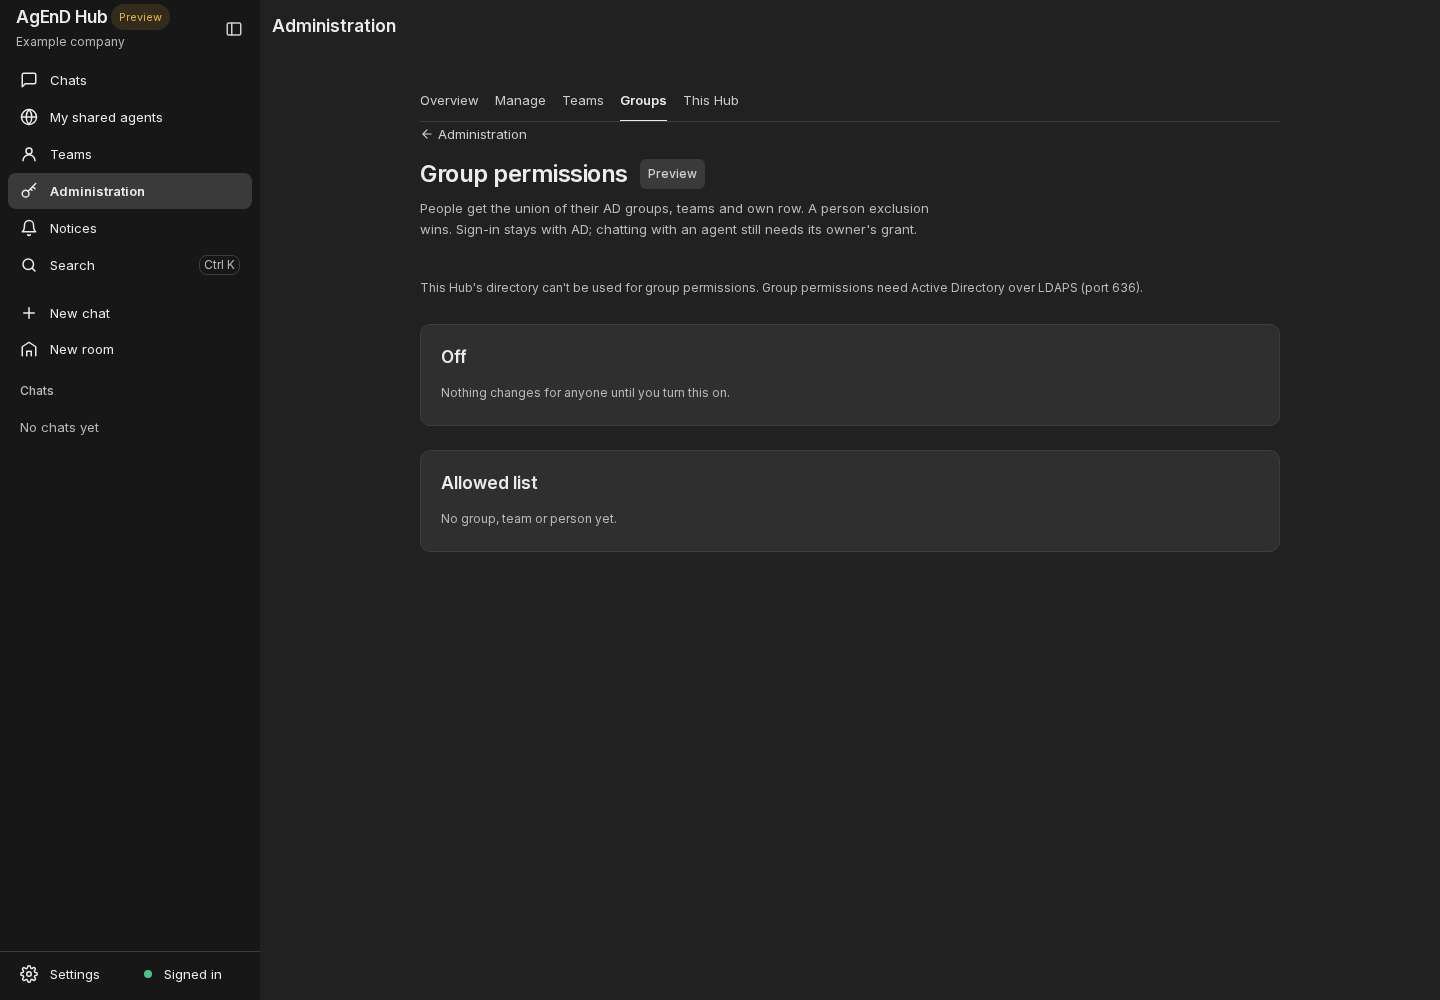 AgEnD Hub Preview
Example company
Chats
My shared agents
Teams
Administration
Notices
Search Ctrl K
New chat
New room
Chats
No chats yet
Settings
Signed in
Administration
Overview Manage Teams Groups This Hub
← Administration
Group permissions Preview
People get the union of their AD groups, teams and own row. A person exclusion
wins. Sign-in stays with AD; chatting with an agent still needs its owner's grant.
This Hub's directory can't be used for group permissions. Group permissions need Active Directory over LDAPS (port 636).
Off
Nothing changes for anyone until you turn this on.
Allowed list
No group, team or person yet.